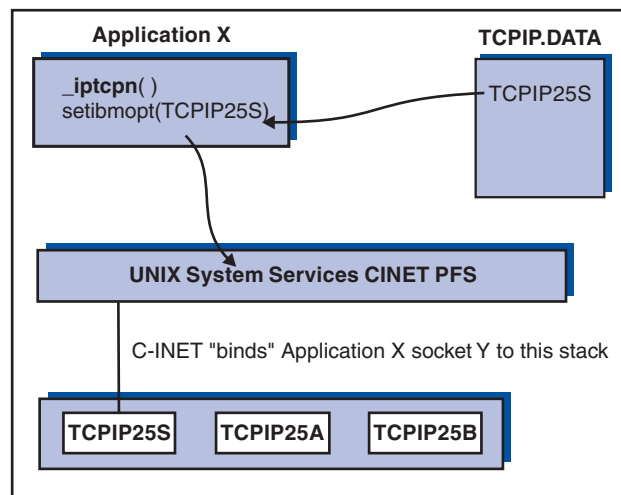 Application X
TCPIP.DATA
_iptcpn( )
setibmopt(TCPIP25S)
TCPIP25S
UNIX System Services CINET PFS
C-INET "binds" Application X socket Y to this stack
TCPIP25S
TCPIP25A
TCPIP25B